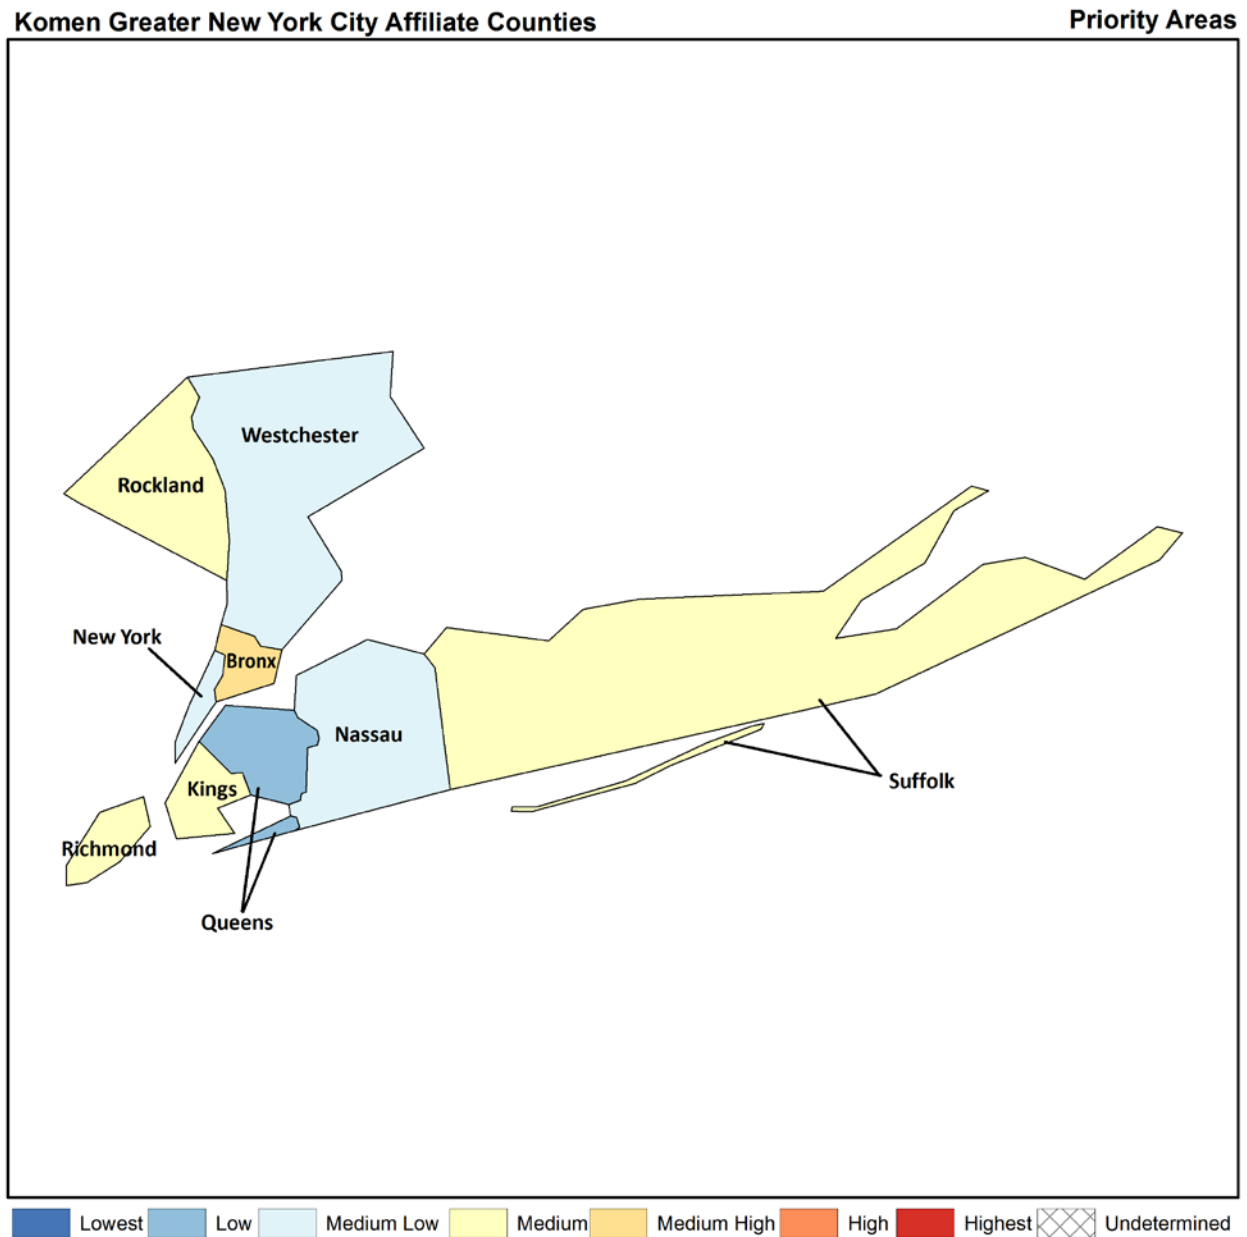 Komen Greater New York City Affiliate Counties
Priority Areas
Westchester
Rockland
New York
Bronx
Nassau
Kings
Suffolk
Richmond
Queens
Lowest Low Medium Low Medium Medium High High Highest Undetermined